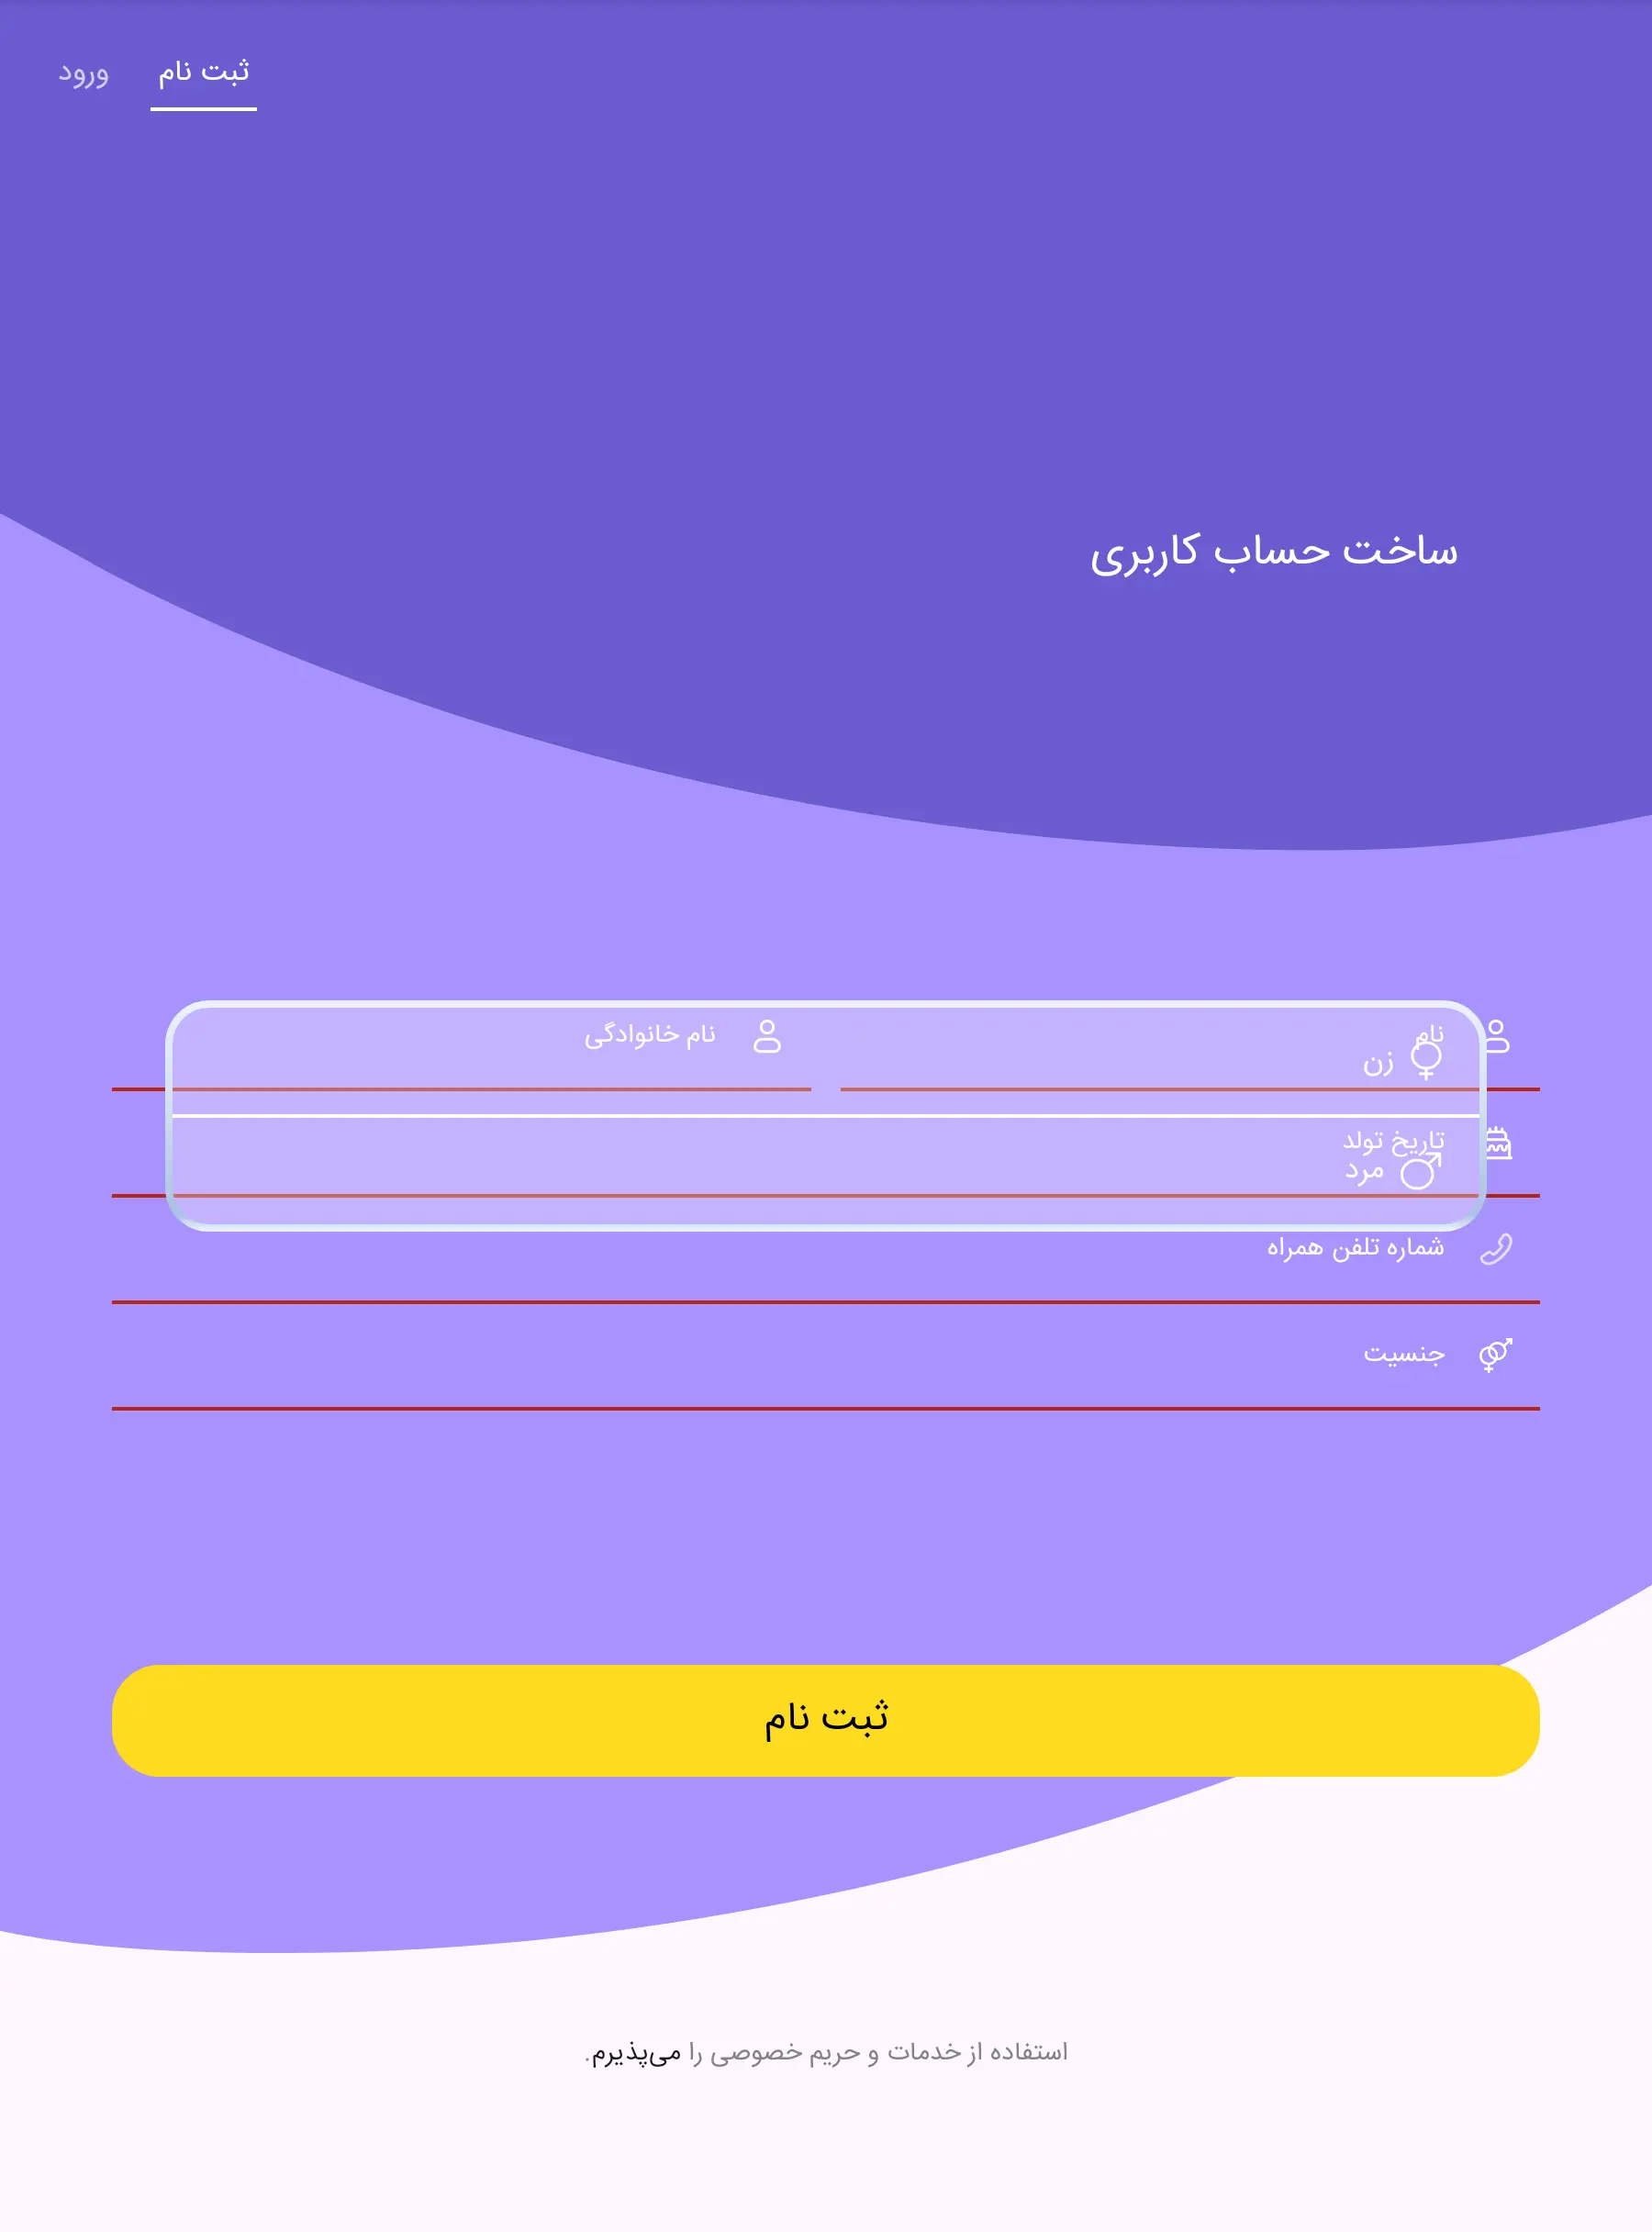 ثبت نام
ورود
ساخت حساب کاربری
نام
نام خانوادگی
زن
تاریخ تولد
مرد
شماره تلفن همراه
جنسیت
ثبت نام
استفاده از خدمات و حریم خصوصی را می‌پذیرم.